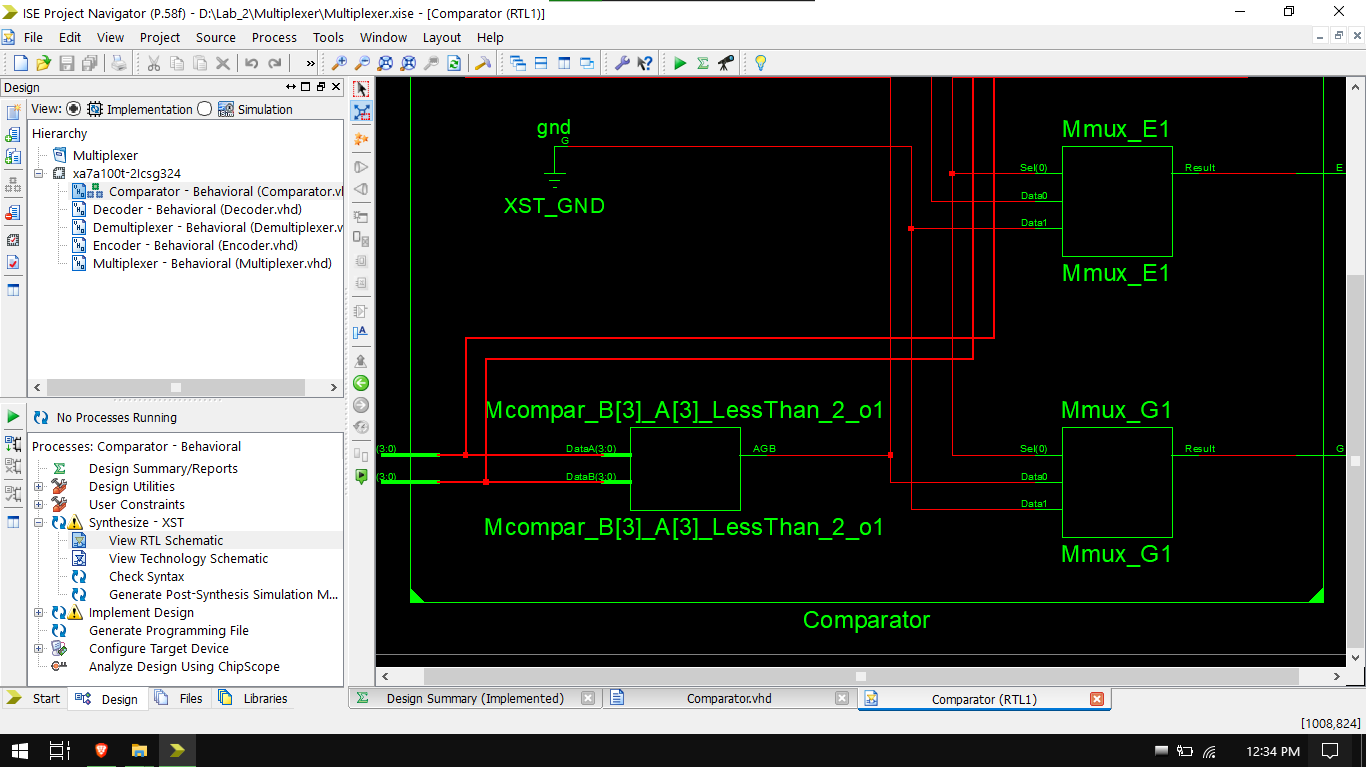 ISE Project Navigator (P.58f) - D:\Lab_2\Multiplexer\Multiplexer.xise - [Comparator (RTL1)]
File Edit View Project Source Process Tools Window Layout Help
»
Design
View: Implementation Simulation
Hierarchy
Multiplexer
xa7a100t-2lcsg324
Comparator - Behavioral (Comparator.vl
Decoder - Behavioral (Decoder.vhd)
Demultiplexer - Behavioral (Demultiplexer.v
Encoder - Behavioral (Encoder.vhd)
Multiplexer - Behavioral (Multiplexer.vhd)
No Processes Running
Processes: Comparator - Behavioral
Design Summary/Reports
Design Utilities
User Constraints
Synthesize - XST
View RTL Schematic
View Technology Schematic
Check Syntax
Generate Post-Synthesis Simulation M...
Implement Design
Generate Programming File
Configure Target Device
Analyze Design Using ChipScope
Start Design Files Libraries
gnd
G
XST_GND
Mmux_E1
Sel(0) Result E
Data0
Data1
Mmux_E1
Mcompar_B[3]_A[3]_LessThan_2_o1
(3:0) DataA(3:0) AGB
(3:0) DataB(3:0)
Mcompar_B[3]_A[3]_LessThan_2_o1
Mmux_G1
Sel(0) Result G
Data0
Data1
Mmux_G1
Comparator
Design Summary (Implemented) Comparator.vhd Comparator (RTL1)
[1008,824]
12:34 PM